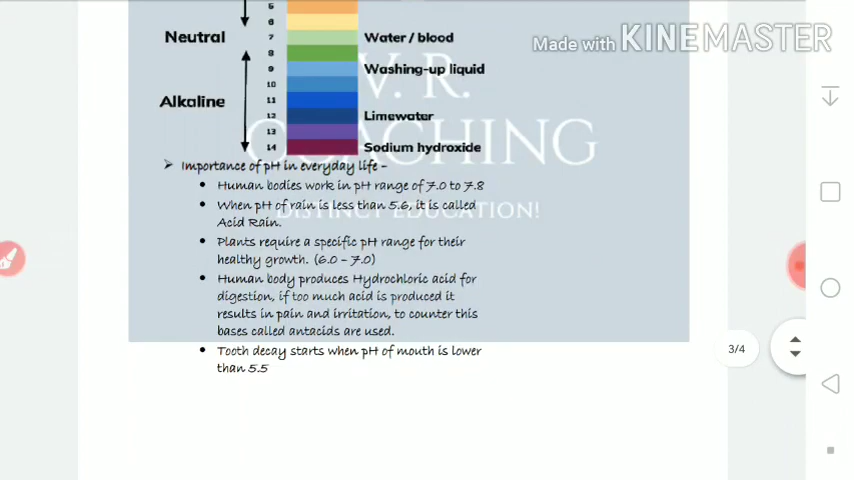 5
6
Neutral 7 Water / blood
8
9 Washing-up liquid
10
Alkaline 11
12 Limewater
13
14 Sodium hydroxide
Made with KINEMASTER
V. R.
COACHING
DISTINCT EDUCATION!
➢ Importance of pH in everyday life –
• Human bodies work in pH range of 7.0 to 7.8
• When pH of rain is less than 5.6, it is called
Acid Rain.
• Plants require a specific pH range for their
healthy growth. (6.0 – 7.0)
• Human body produces Hydrochloric acid for
digestion, if too much acid is produced it
results in pain and irritation, to counter this
bases called antacids are used.
• Tooth decay starts when pH of mouth is lower
than 5.5
3/4